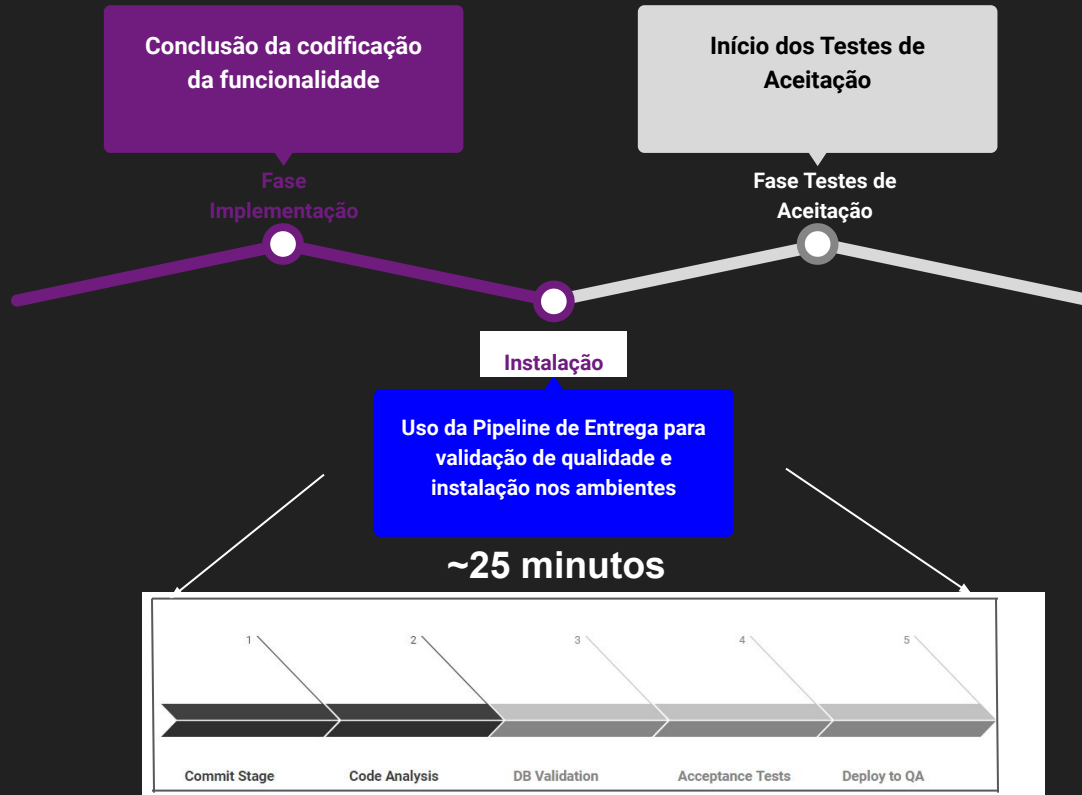 Conclusão da codificação
da funcionalidade
Início dos Testes de
Aceitação
Fase
Implementação
Fase Testes de
Aceitação
Instalação
Uso da Pipeline de Entrega para
validação de qualidade e
instalação nos ambientes
~25 minutos
1
2
3
4
5
Commit Stage
Code Analysis
DB Validation
Acceptance Tests
Deploy to QA